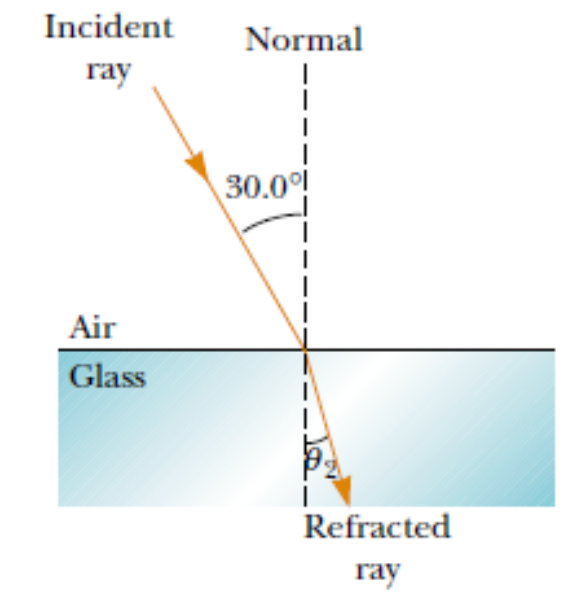 Incident
ray
Normal
30.0°
Air
Glass
θ₂
Refracted
ray